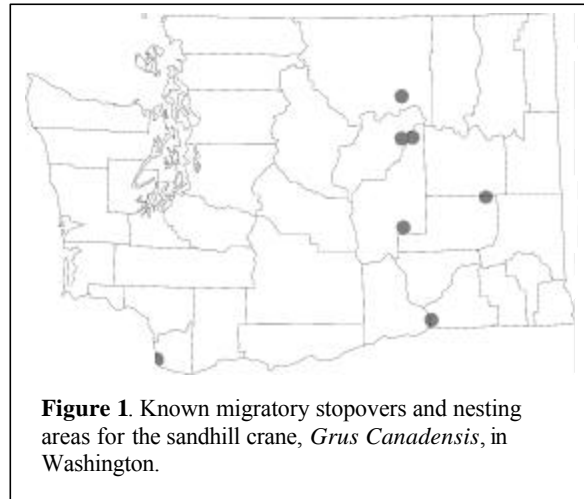 Figure 1. Known migratory stopovers and nesting
areas for the sandhill crane, Grus Canadensis, in
Washington.